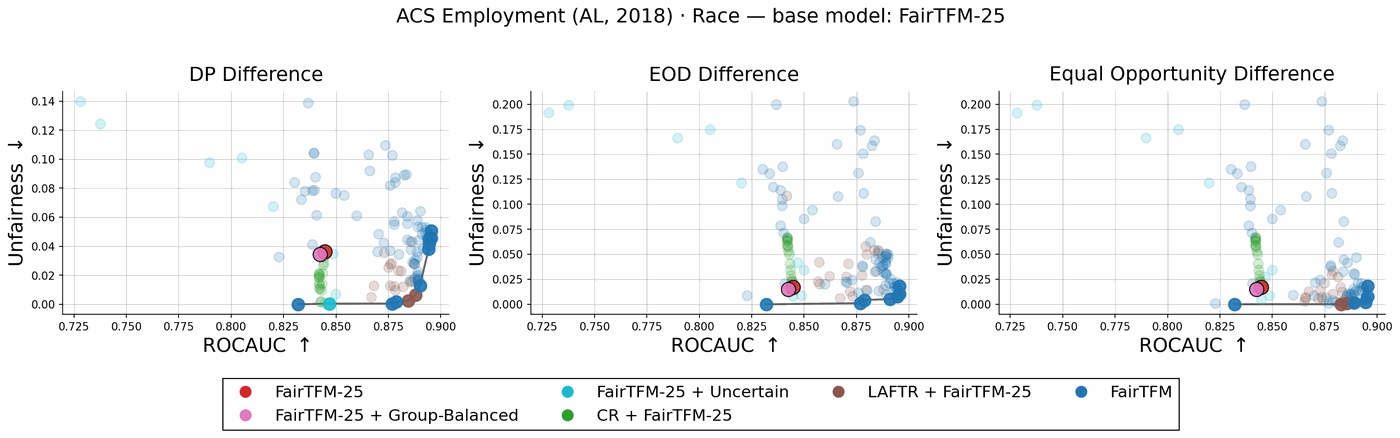 ACS Employment (AL, 2018) · Race — base model: FairTFM-25
DP Difference
EOD Difference
Equal Opportunity Difference
Unfairness ↓
0.14
0.12
0.10
0.08
0.06
0.04
0.02
0.00
0.725 0.750 0.775 0.800 0.825 0.850 0.875 0.900
ROCAUC ↑
Unfairness ↓
0.200
0.175
0.150
0.125
0.100
0.075
0.050
0.025
0.000
0.725 0.750 0.775 0.800 0.825 0.850 0.875 0.900
ROCAUC ↑
Unfairness ↓
0.200
0.175
0.150
0.125
0.100
0.075
0.050
0.025
0.000
0.725 0.750 0.775 0.800 0.825 0.850 0.875 0.900
ROCAUC ↑
FairTFM-25
FairTFM-25 + Uncertain
LAFTR + FairTFM-25
FairTFM
FairTFM-25 + Group-Balanced
CR + FairTFM-25